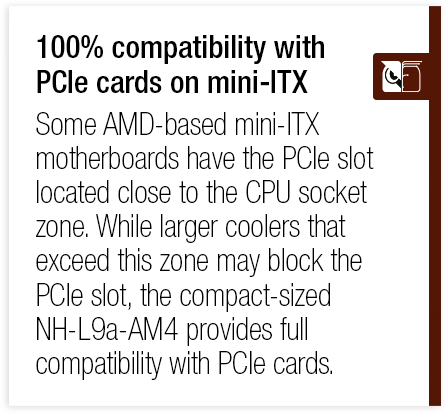 100% compatibility with
PCIe cards on mini-ITX
Some AMD-based mini-ITX
motherboards have the PCIe slot
located close to the CPU socket
zone. While larger coolers that
exceed this zone may block the
PCIe slot, the compact-sized
NH-L9a-AM4 provides full
compatibility with PCIe cards.